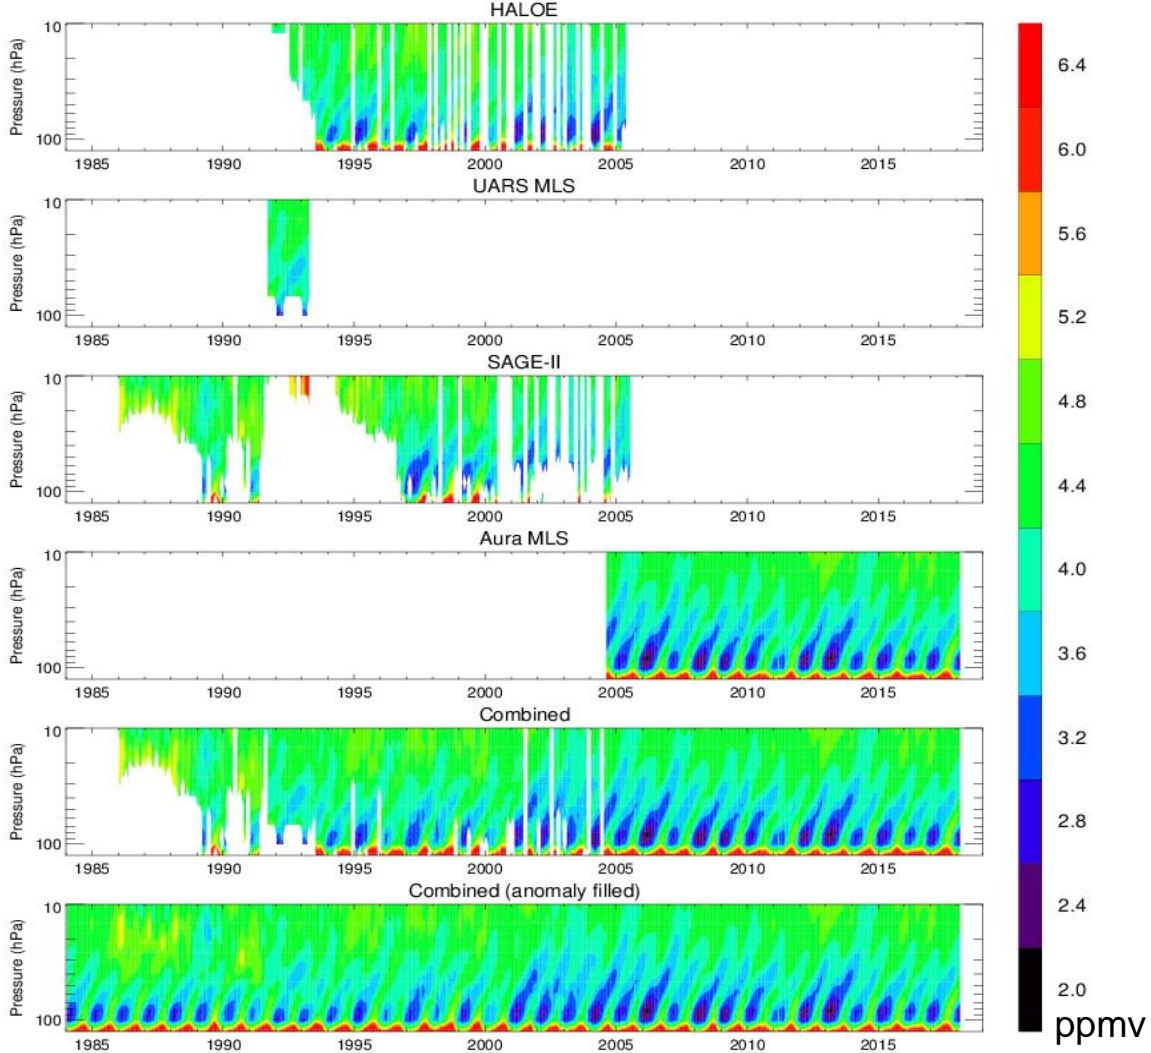 HALOE
10
Pressure (hPa)
100
1985 1990 1995 2000 2005 2010 2015
UARS MLS
10
Pressure (hPa)
100
1985 1990 1995 2000 2005 2010 2015
SAGE-II
10
Pressure (hPa)
100
1985 1990 1995 2000 2005 2010 2015
Aura MLS
10
Pressure (hPa)
100
1985 1990 1995 2000 2005 2010 2015
Combined
10
Pressure (hPa)
100
1985 1990 1995 2000 2005 2010 2015
Combined (anomaly filled)
10
Pressure (hPa)
100
1985 1990 1995 2000 2005 2010 2015
6.4
6.0
5.6
5.2
4.8
4.4
4.0
3.6
3.2
2.8
2.4
2.0
ppmv